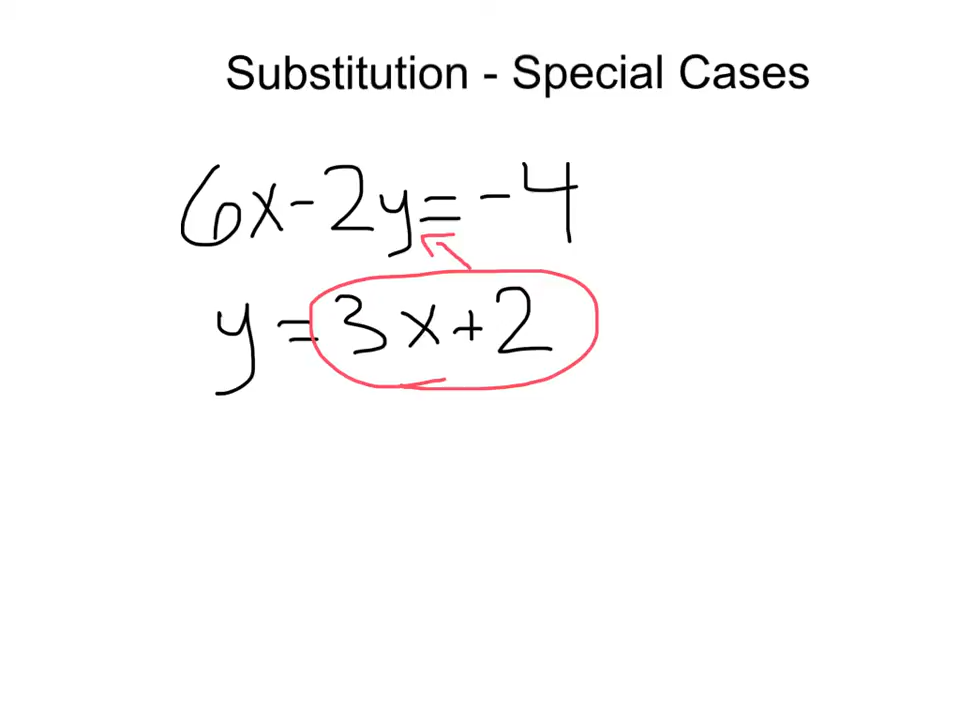 Substitution - Special Cases
6x - 2y = -4
y = 3x + 2